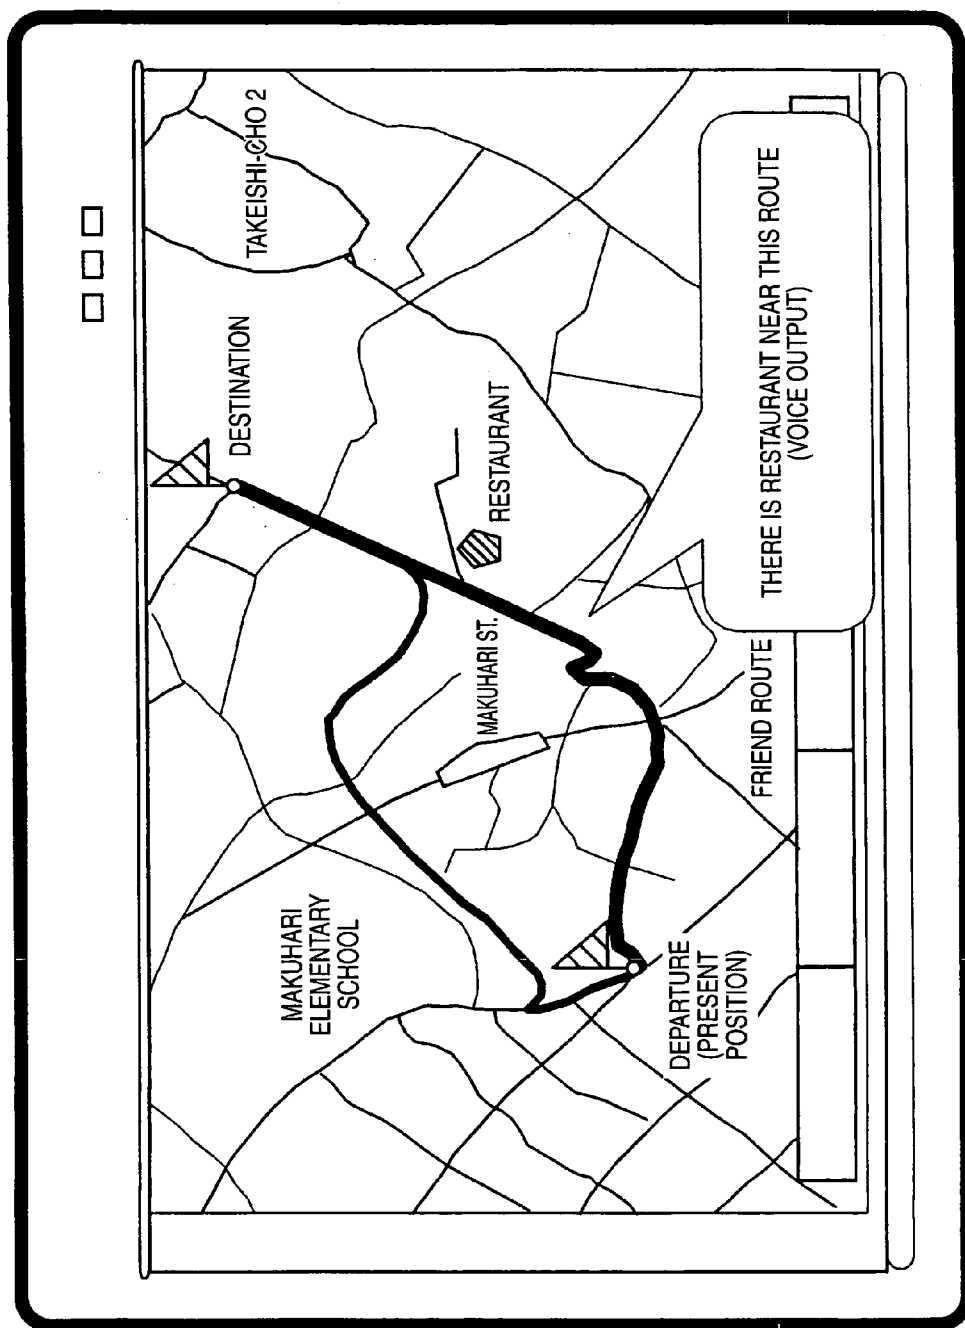 MAKUHARI
ELEMENTARY
SCHOOL
DESTINATION
TAKEISHI-CHO 2
MAKUHARI ST.
RESTAURANT
DEPARTURE
(PRESENT
POSITION)
FRIEND ROUTE
THERE IS RESTAURANT NEAR THIS ROUTE
(VOICE OUTPUT)